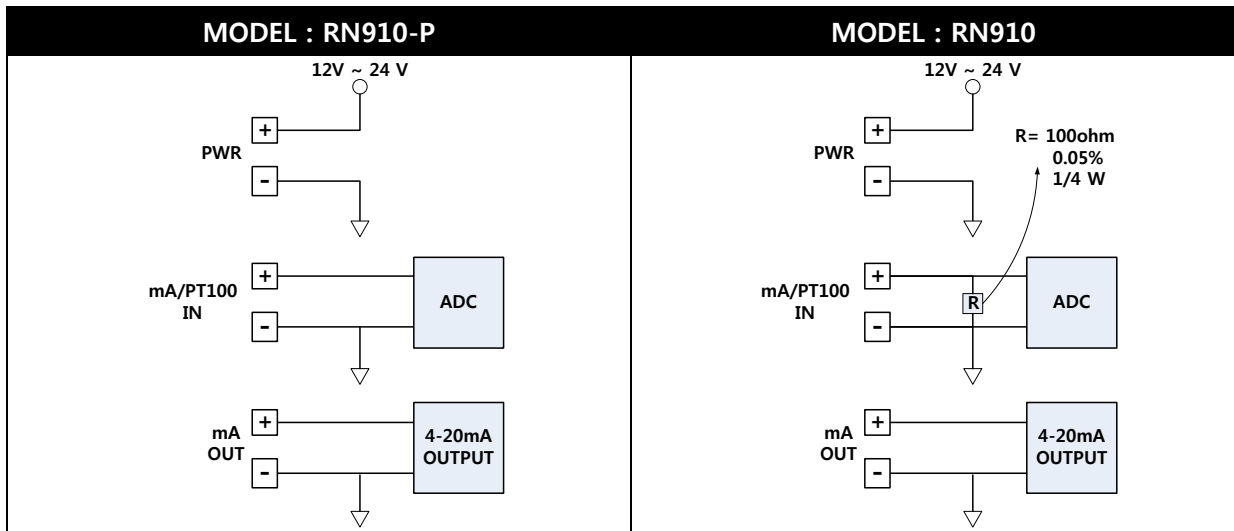 MODEL : RN910-P
12V ~ 24 V
+
PWR
-
+
mA/PT100
IN
-
ADC
+
mA
OUT
-
4-20mA
OUTPUT
MODEL : RN910
12V ~ 24 V
+
PWR
-
R= 100ohm
0.05%
1/4 W
+
mA/PT100
IN
-
R
ADC
+
mA
OUT
-
4-20mA
OUTPUT